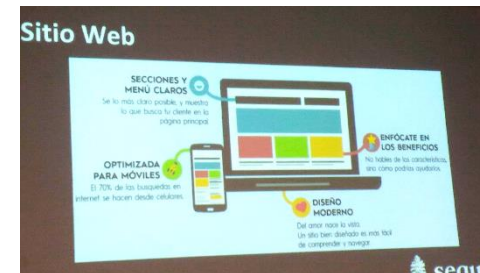 Sitio Web
SECCIONES Y
MENÚ CLAROS
Se lo más claro posible, y muestra
lo que busca tu cliente en la
página principal
OPTIMIZADA
PARA MÓVILES
El 70% de las busquedas en
internet se hacen desde celulares.
ENFÓCATE EN
LOS BENEFICIOS
No hables de las características,
sino como podrías ayudarlos.
DISEÑO
MODERNO
Del amor nace la vista.
Un sitio bien diseñado es más fácil
de comprender y navegar.